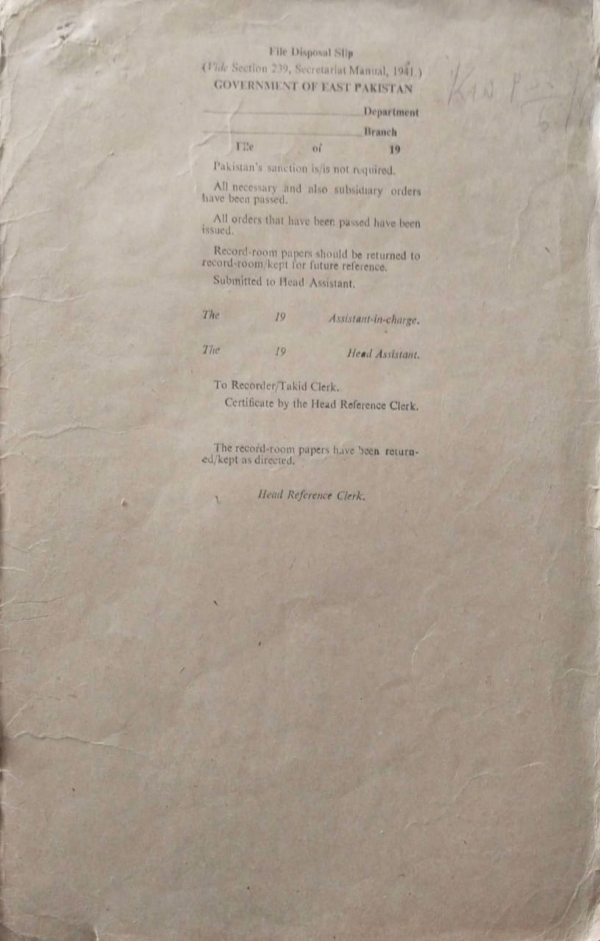 File Disposal Slip
(Vide Section 239, Secretariat Manual, 1941.)
GOVERNMENT OF EAST PAKISTAN
Department
Branch
File of 19
Pakistan's sanction is/is not required.
All necessary and also subsidiary orders
have been passed.
All orders that have been passed have been
issued.
Record-room papers should be returned to
record-room/kept for future reference.
Submitted to Head Assistant.
The 19 Assistant-in-charge.
The 19 Head Assistant.
To Recorder/Takid Clerk.
Certificate by the Head Reference Clerk.
The record-room papers have been return-
ed/kept as directed.
Head Reference Clerk.